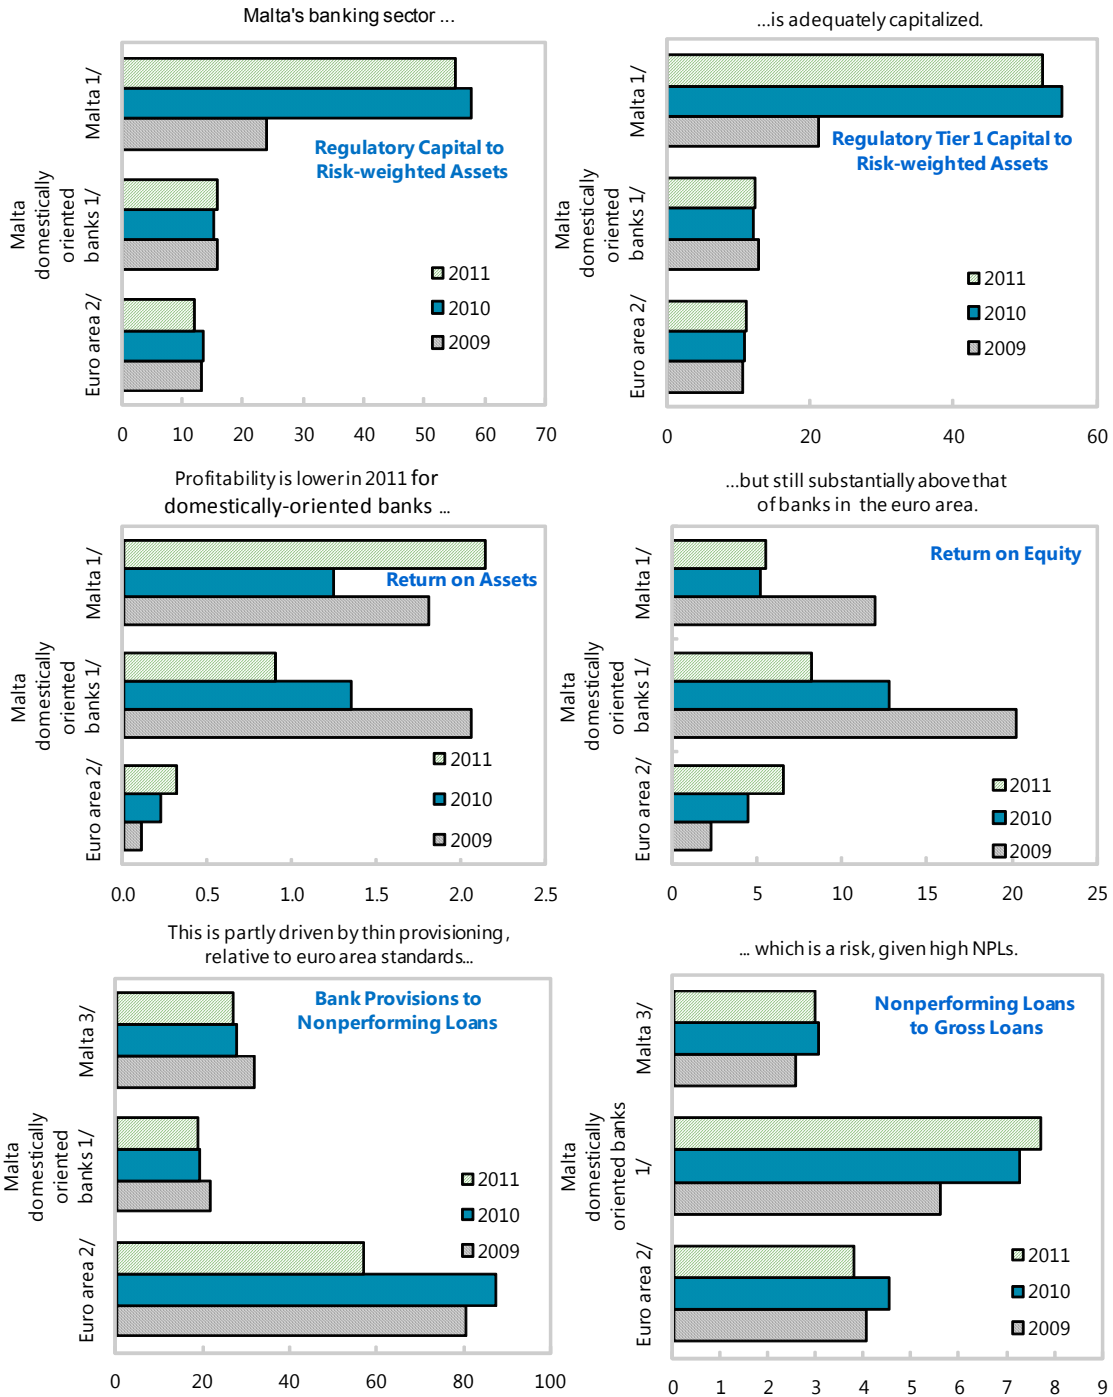 Malta's banking sector ...
Malta 1/
Malta
domestically
oriented
banks 1/
Euro area 2/
Regulatory Capital to
Risk-weighted Assets
2011
2010
2009
0 10 20 30 40 50 60 70
...is adequately capitalized.
Malta 1/
Malta
domestically
oriented
banks 1/
Euro area 2/
Regulatory Tier 1 Capital to
Risk-weighted Assets
2011
2010
2009
0 20 40 60
Profitability is lower in 2011 for
domestically-oriented banks ...
Malta 1/
Malta
domestically
oriented
banks 1/
Euro area 2/
Return on Assets
2011
2010
2009
0.0 0.5 1.0 1.5 2.0 2.5
...but still substantially above that
of banks in the euro area.
Malta 1/
Malta
domestically
oriented
banks 1/
Euro area 2/
Return on Equity
2011
2010
2009
0 5 10 15 20 25
This is partly driven by thin provisioning,
relative to euro area standards...
Malta 3/
Malta
domestically
oriented
banks 1/
Euro area 2/
Bank Provisions to
Nonperforming Loans
2011
2010
2009
0 20 40 60 80 100
... which is a risk, given high NPLs.
Malta 3/
Malta
domestically
oriented banks
1/
Euro area 2/
Nonperforming Loans
to Gross Loans
2011
2010
2009
0 1 2 3 4 5 6 7 8 9